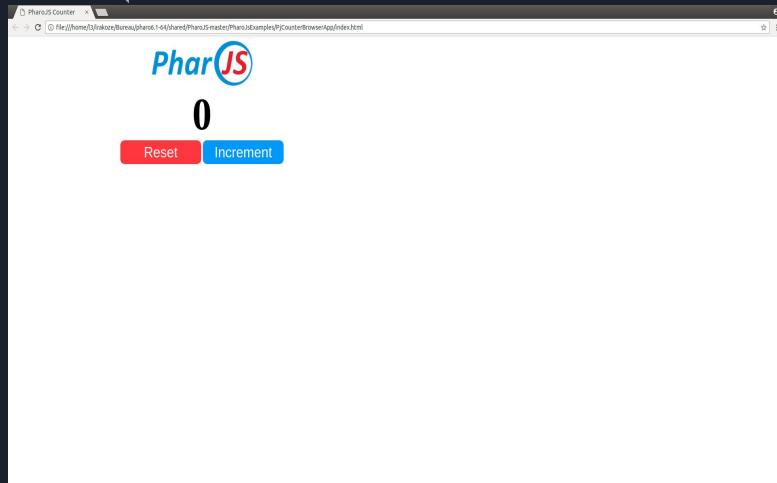 PharoJS Counter ×
file:///home/l3/irakoze/Bureau/pharo6.1-64/shared/PharoJS-master/PharoJsExamples/PjCounterBrowserApp/index.html
PharoJS
0
Reset Increment